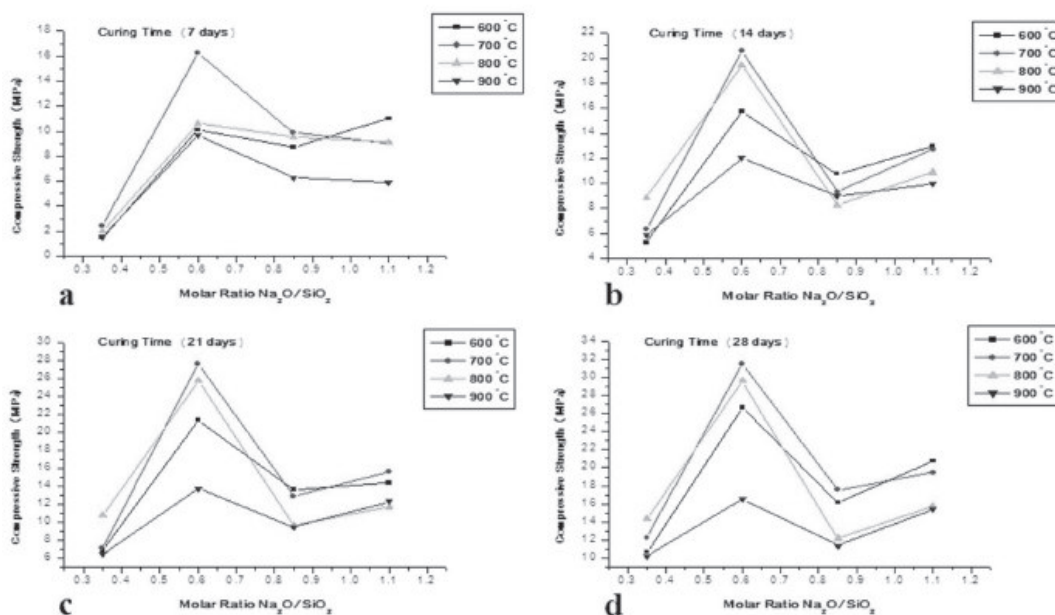 Curing Time (7 days)
600 °C
700 °C
800 °C
900 °C
Compressive Strength (MPa)
18
16
14
12
10
8
6
4
2
0
0.3 0.4 0.5 0.6 0.7 0.8 0.9 1.0 1.1 1.2
Molar Ratio Na₂O/SiO₂
a
Curing Time (14 days)
600 °C
700 °C
800 °C
900 °C
Compressive Strength (MPa)
22
20
18
16
14
12
10
8
6
4
0.3 0.4 0.5 0.6 0.7 0.8 0.9 1.0 1.1 1.2
Molar Ratio Na₂O/SiO₂
b
Curing Time (21 days)
600 °C
700 °C
800 °C
900 °C
Compressive Strength (MPa)
30
28
26
24
22
20
18
16
14
12
10
8
6
0.3 0.4 0.5 0.6 0.7 0.8 0.9 1.0 1.1 1.2
Molar Ratio Na₂O/SiO₂
c
Curing Time (28 days)
600 °C
700 °C
800 °C
900 °C
Compressive Strength (MPa)
34
32
30
28
26
24
22
20
18
16
14
12
10
0.3 0.4 0.5 0.6 0.7 0.8 0.9 1.0 1.1 1.2
Molar Ratio Na₂O/SiO₂
d